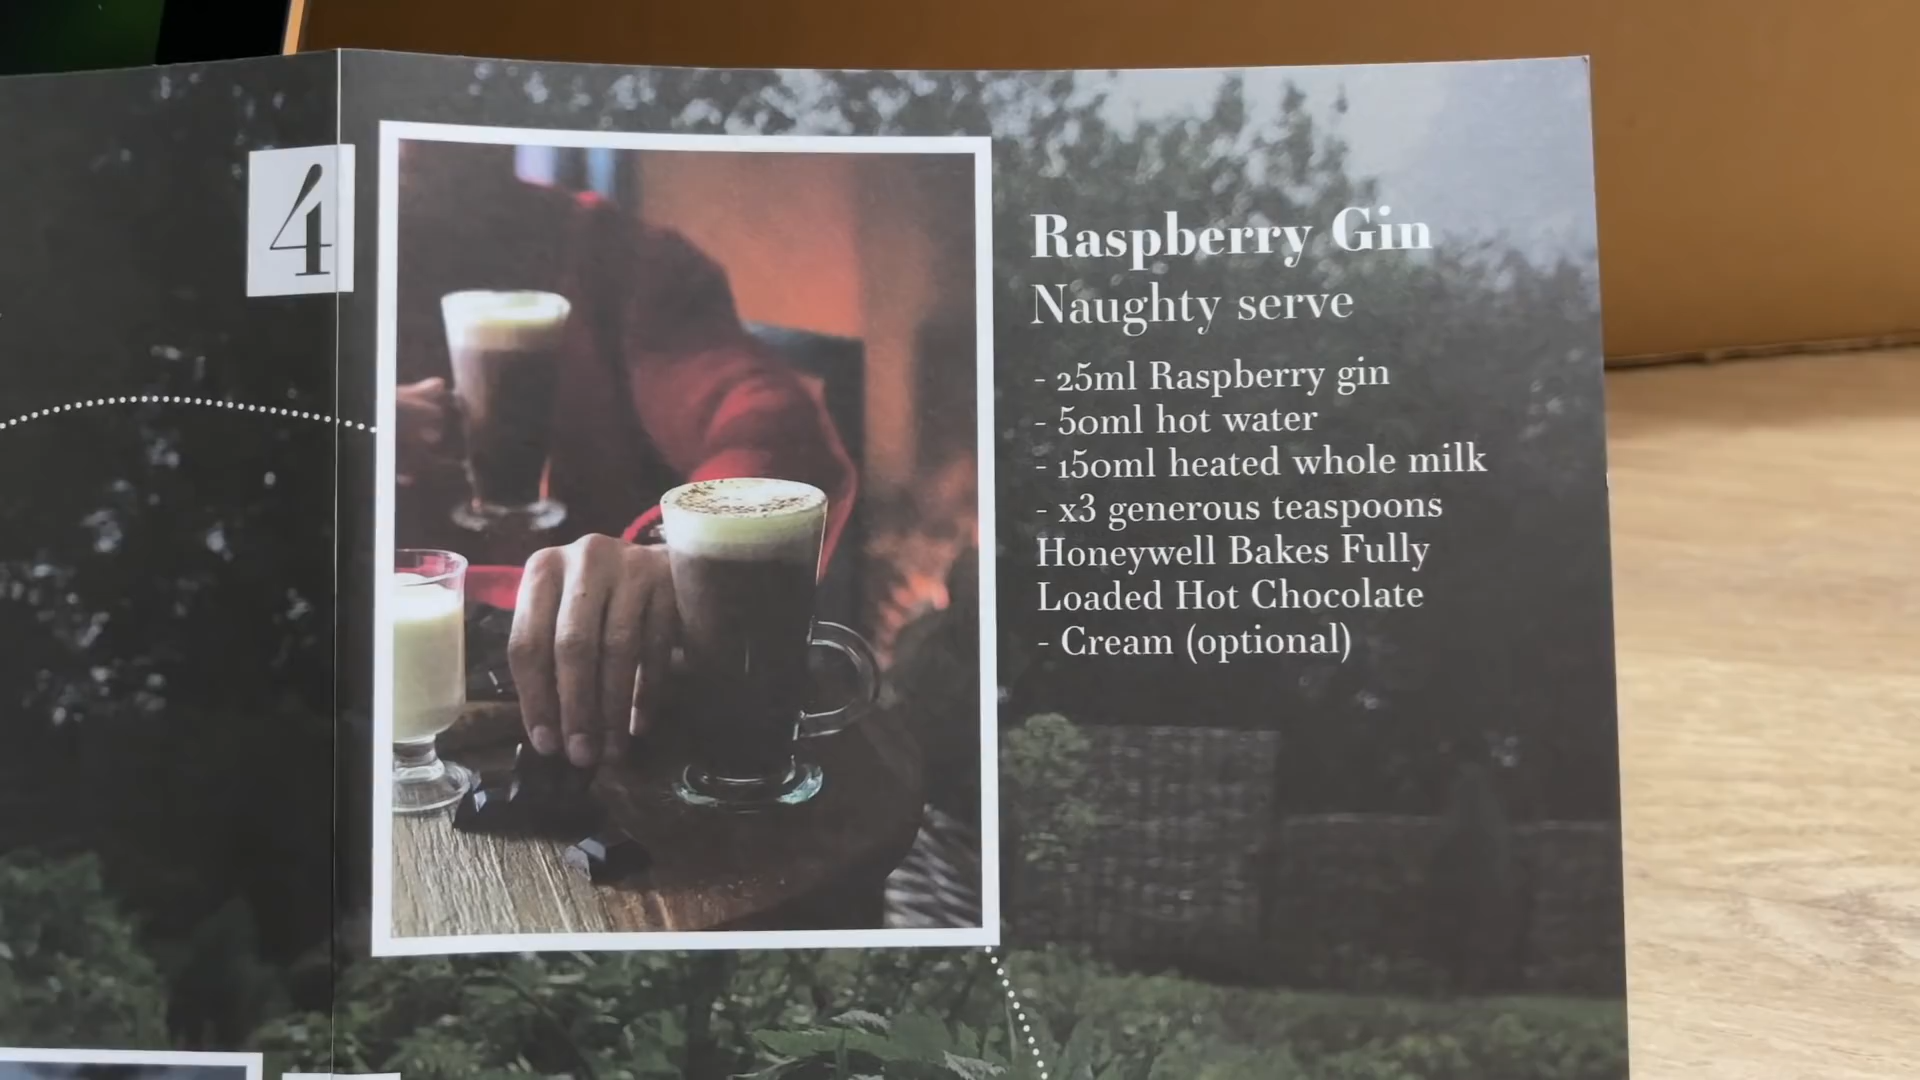 4
Raspberry Gin
Naughty serve
- 25ml Raspberry gin
- 50ml hot water
- 150ml heated whole milk
- x3 generous teaspoons
Honeywell Bakes Fully
Loaded Hot Chocolate
- Cream (optional)